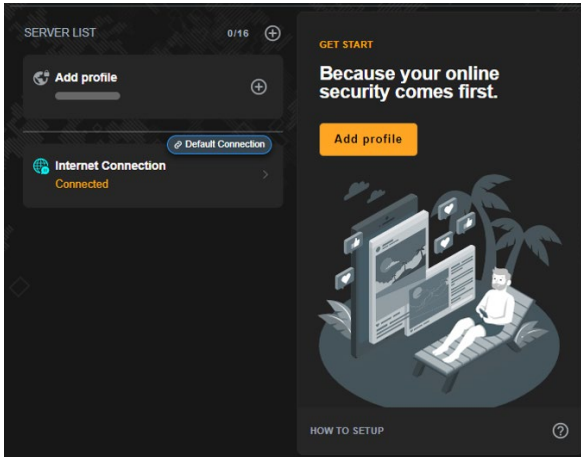 SERVER LIST 0/16
Add profile
Default Connection
Internet Connection
Connected
GET START
Because your online
security comes first.
Add profile
HOW TO SETUP